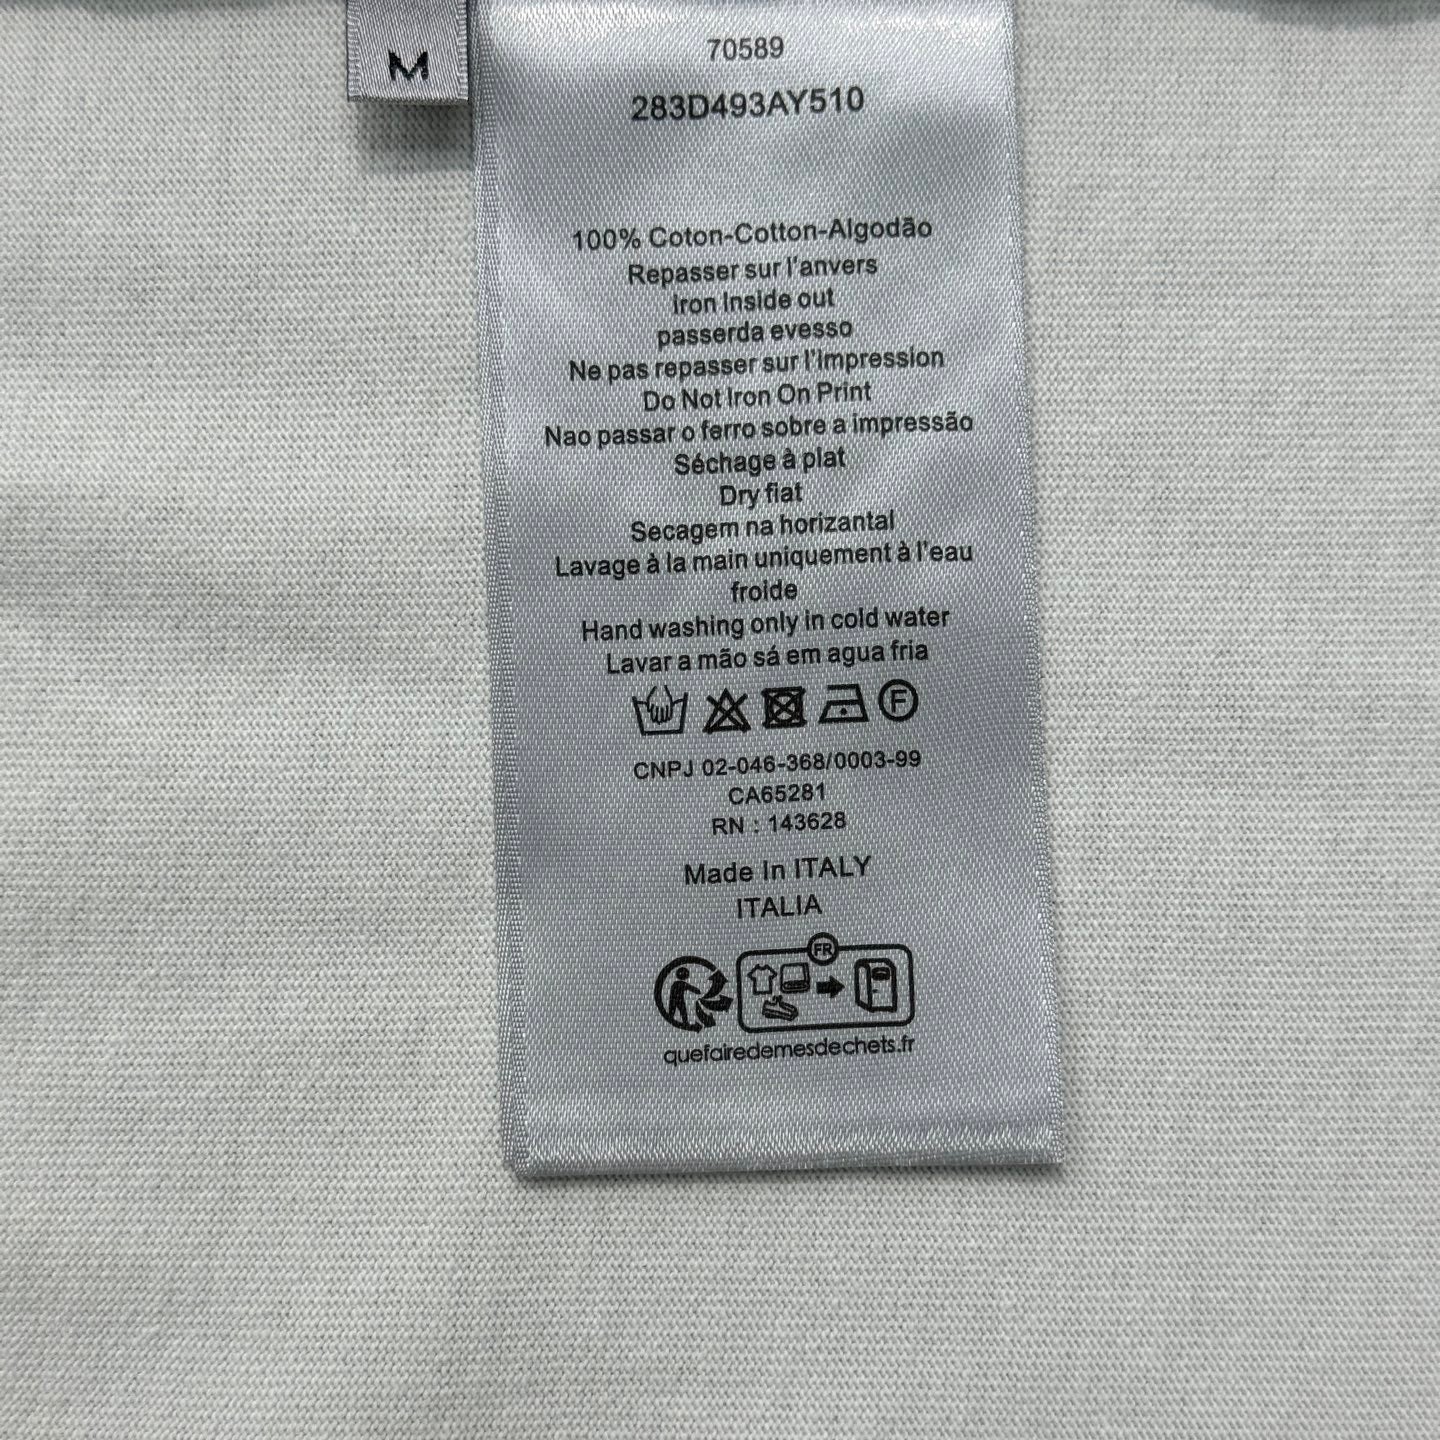 M
70589
283D493AY510
100% Coton-Cotton-Algodão
Repasser sur l'anvers
Iron Inside out
passerda evesso
Ne pas repasser sur l'Impression
Do Not Iron On Print
Nao passar o ferro sobre a impressão
Séchage à plat
Dry fiat
Secagem na horizantal
Lavage à la main uniquement à l'eau
froide
Hand washing only in cold water
Lavar a mão sá em agua fria
F
CNPJ 02-046-368/0003-99
CA65281
RN : 143628
Made In ITALY
ITALIA
FR
quefairedemesdechets.fr